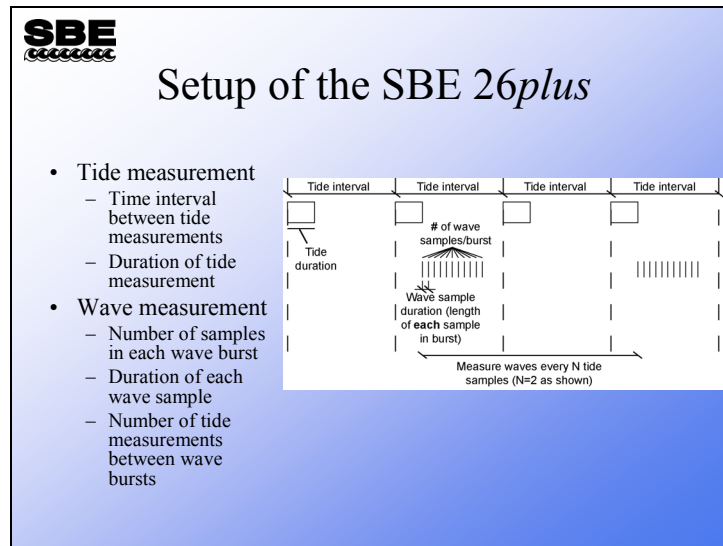 SBE
Setup of the SBE 26plus
• Tide measurement
– Time interval
between tide
measurements
– Duration of tide
measurement
• Wave measurement
– Number of samples
in each wave burst
– Duration of each
wave sample
– Number of tide
measurements
between wave
bursts
Tide interval
Tide interval
Tide interval
Tide interval
# of wave
samples/burst
Tide
duration
Wave sample
duration (length
of each sample
in burst)
Measure waves every N tide
samples (N=2 as shown)